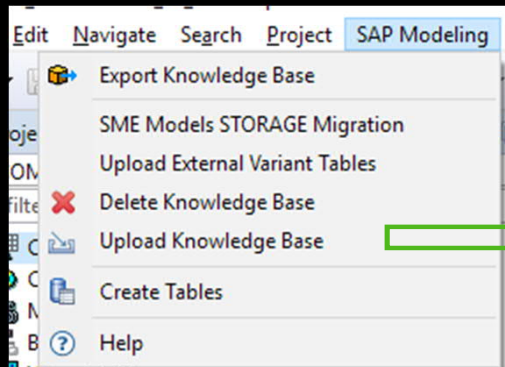 Edit Navigate Search Project SAP Modeling
Export Knowledge Base
SME Models STORAGE Migration
Upload External Variant Tables
Delete Knowledge Base
Upload Knowledge Base
Create Tables
Help